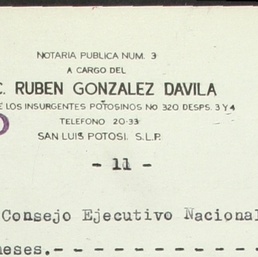 NOTARIA PUBLICA NUM. 3
A CARGO DEL
C. RUBEN GONZALEZ DAVILA
LOS INSURGENTES POTOSINOS NO 320 DESPS. 3 Y 4
TELEFONO 20-33
SAN LUIS POTOSI. S.L.P.
- 11 -
Consejo Ejecutivo Nacional
meses.- - - - - - - - - - -